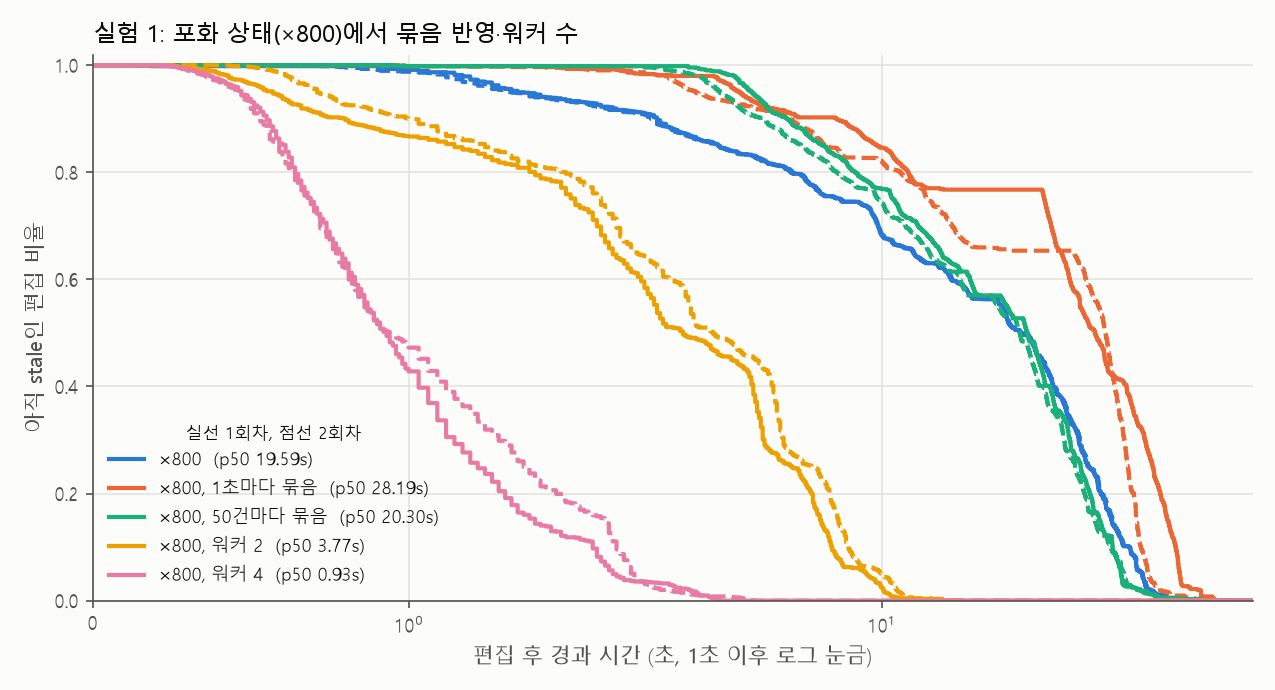 실험 1: 포화 상태(×800)에서 묶음 반영·워커 수
1.0
0.8
0.6
0.4
0.2
0.0
아직 stale인 편집 비율
실선 1회차, 점선 2회차
×800 (p50 19.59s)
×800, 1초마다 묶음 (p50 28.19s)
×800, 50건마다 묶음 (p50 20.30s)
×800, 워커 2 (p50 3.77s)
×800, 워커 4 (p50 0.93s)
0
10⁰
10¹
편집 후 경과 시간 (초, 1초 이후 로그 눈금)